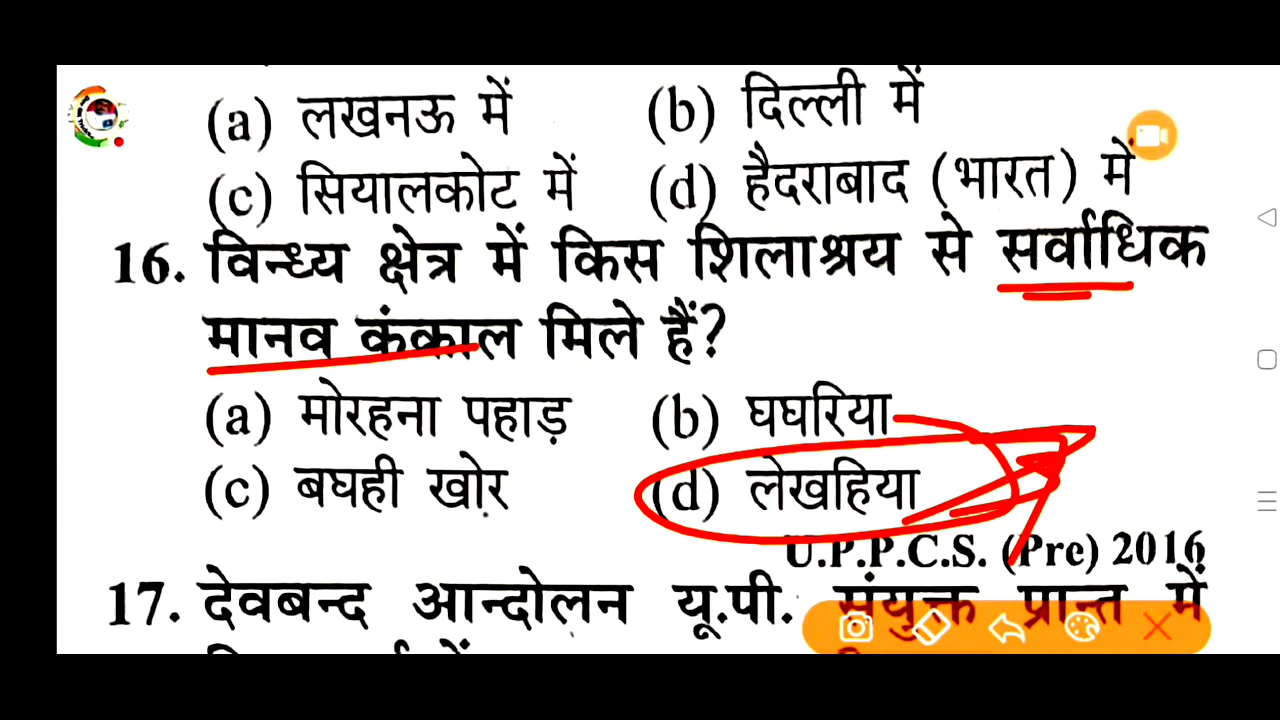 (a) लखनऊ में (b) दिल्ली में
(c) सियालकोट में (d) हैदराबाद (भारत) में
16. विन्ध्य क्षेत्र में किस शिलाश्रय से सर्वाधिक
मानव कंकाल मिले हैं?
(a) मोरहना पहाड़ (b) घघरिया
(c) बघही खोर (d) लेखहिया
U.P.P.C.S. (Pre) 2016
17. देवबन्द आन्दोलन यू.पी. संयुक्त प्रान्त में